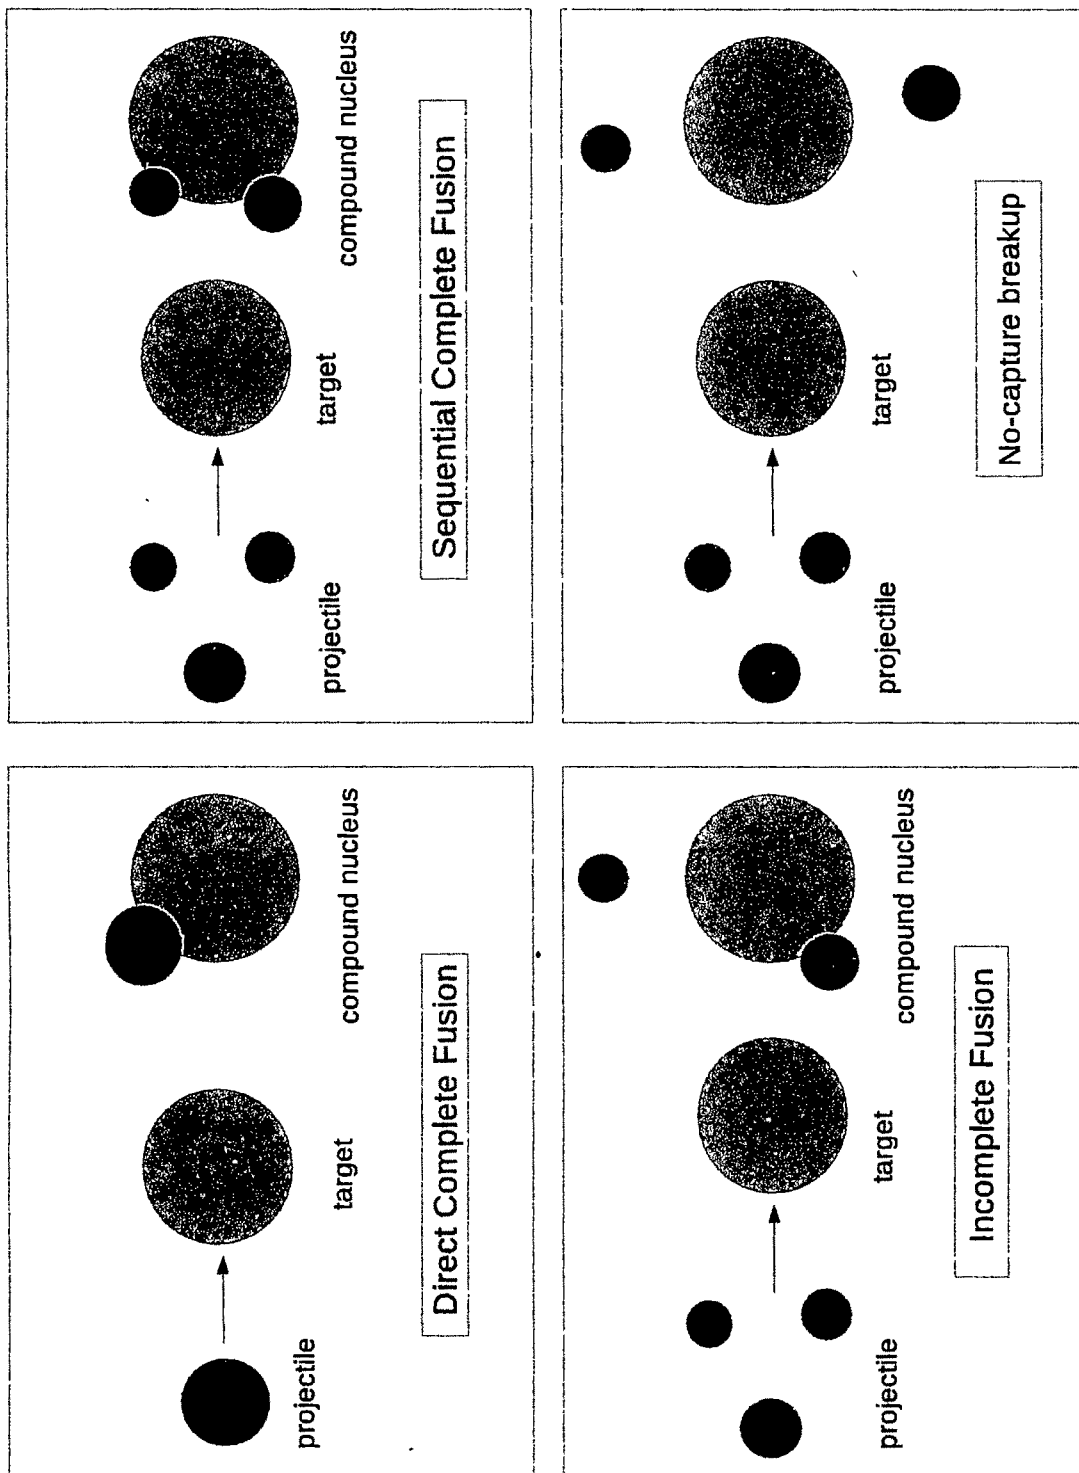 projectile
target
compound nucleus
Direct Complete Fusion
projectile
target
compound nucleus
Sequential Complete Fusion
projectile
target
compound nucleus
Incomplete Fusion
projectile
target
No-capture breakup